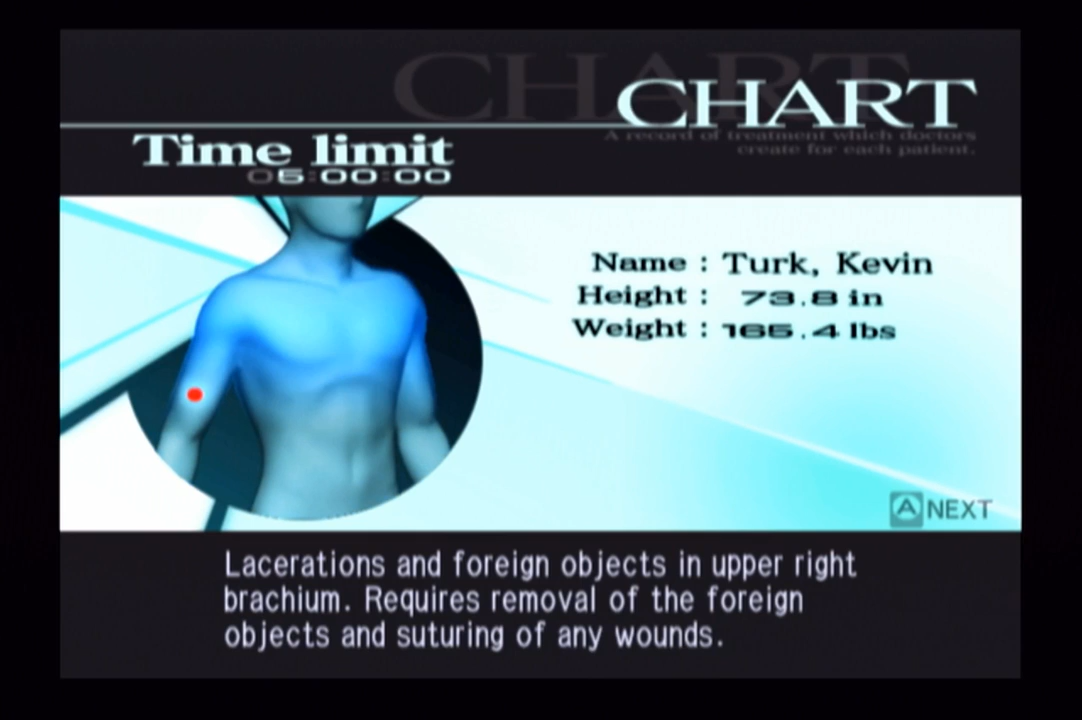 CHART
CHART
A record of treatment which doctors
create for each patient.
Time limit
05:00:00
Name : Turk, Kevin
Height : 73.8 in
Weight : 165.4 lbs
A NEXT
Lacerations and foreign objects in upper right
brachium. Requires removal of the foreign
objects and suturing of any wounds.